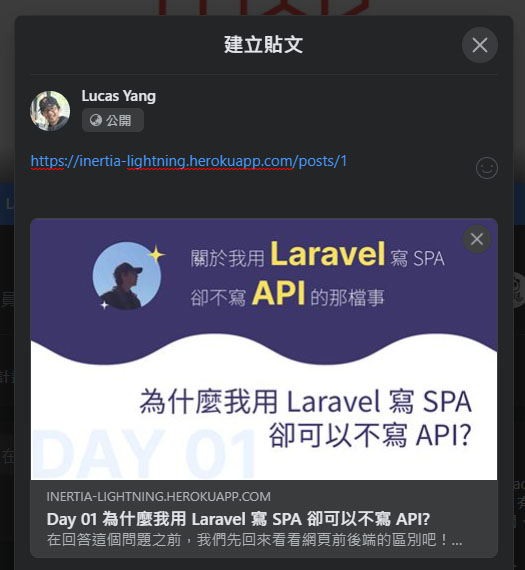 建立貼文
Lucas Yang
公開
https://inertia-lightning.herokuapp.com/posts/1
關於我用 Laravel 寫 SPA
卻不寫 API 的那檔事
為什麼我用 Laravel 寫 SPA
卻可以不寫 API?
DAY 01
INERTIA-LIGHTNING.HEROKUAPP.COM
Day 01 為什麼我用 Laravel 寫 SPA 卻可以不寫 API?
在回答這個問題之前，我們先回來看看網頁前後端的區別吧！...